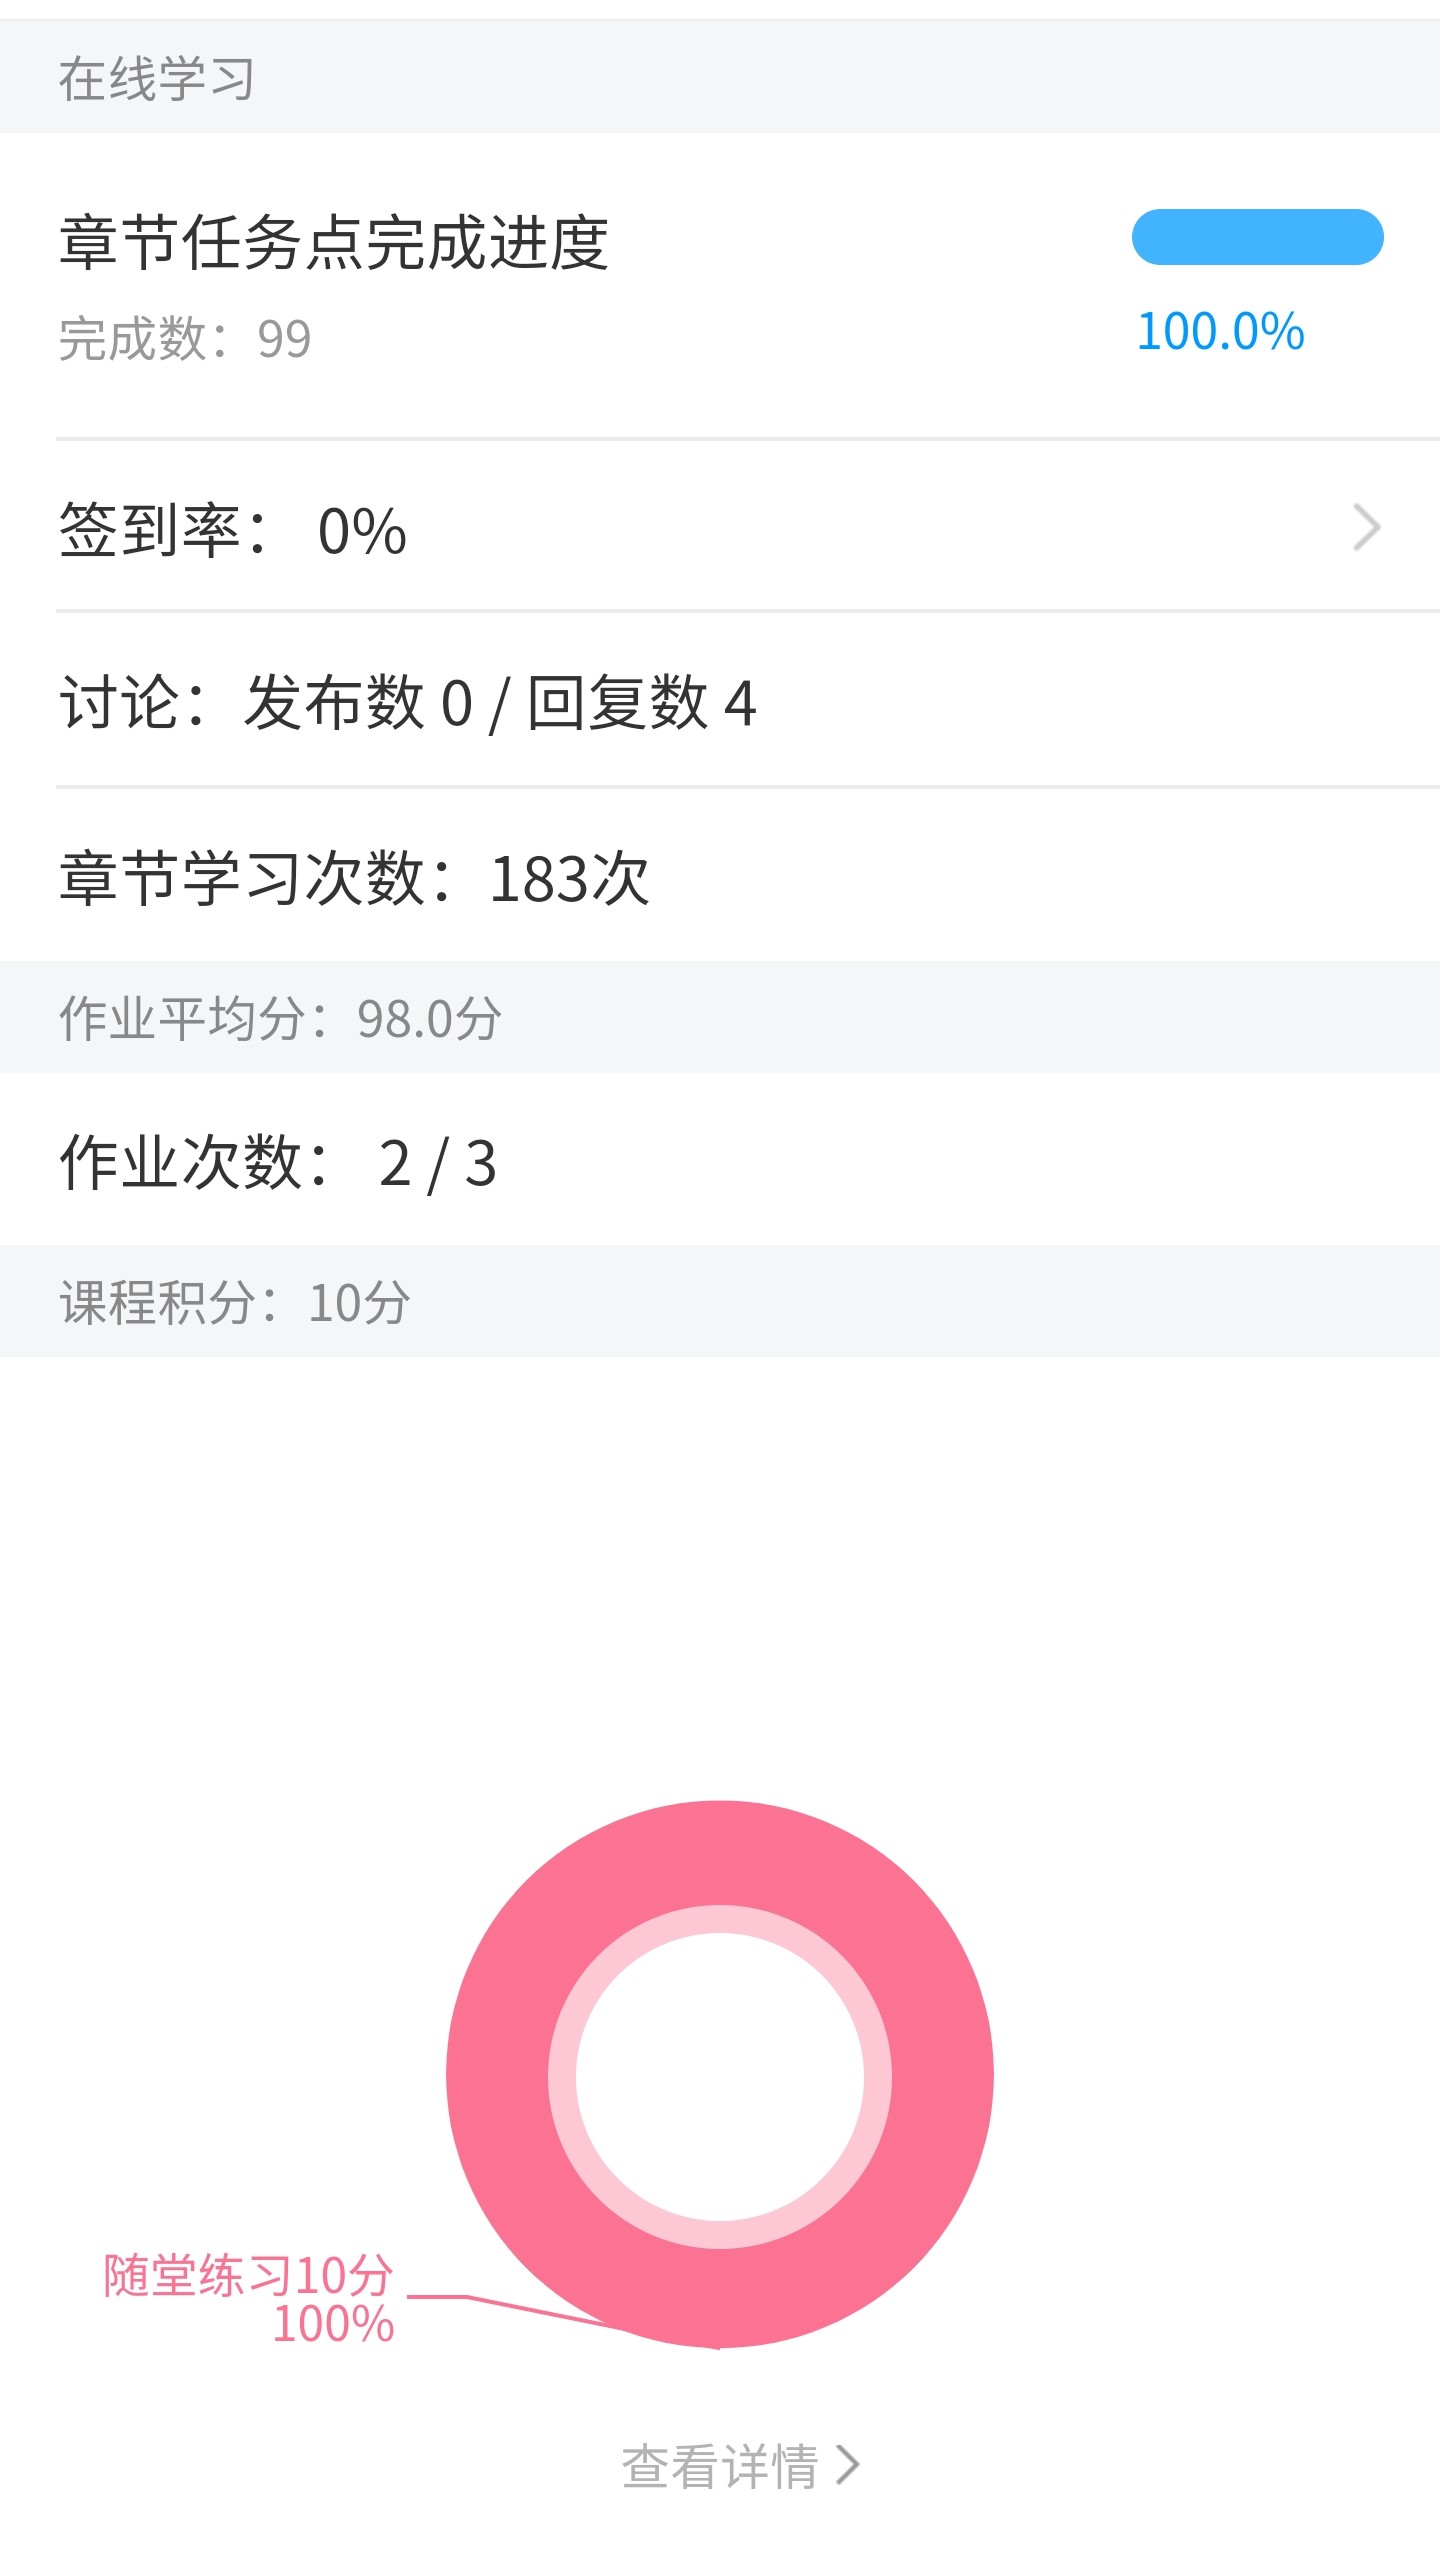 在线学习
章节任务点完成进度
完成数：99
100.0%
签到率： 0%
讨论：发布数 0 / 回复数 4
章节学习次数：183次
作业平均分：98.0分
作业次数： 2 / 3
课程积分：10分
随堂练习10分
100%
查看详情